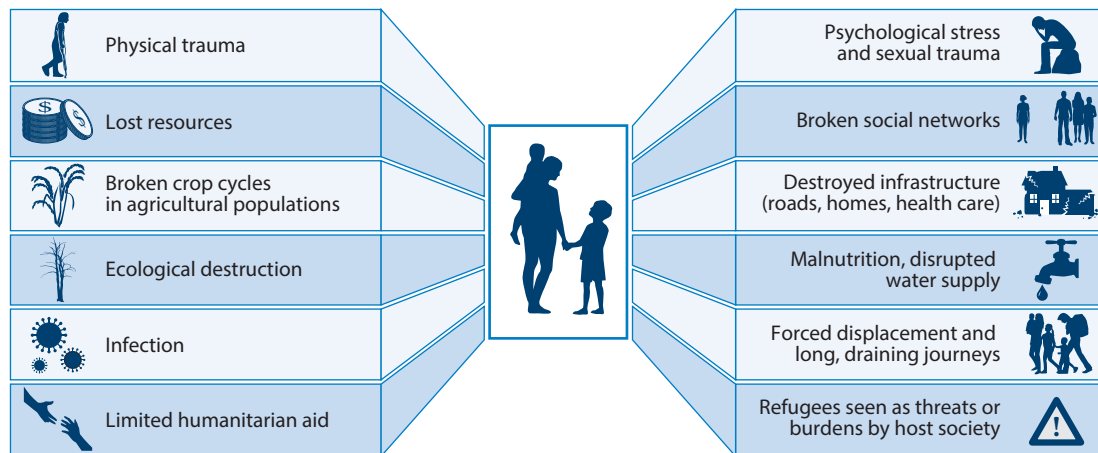 Physical trauma
Lost resources
Broken crop cycles
in agricultural populations
Ecological destruction
Infection
Limited humanitarian aid
Psychological stress
and sexual trauma
Broken social networks
Destroyed infrastructure
(roads, homes, health care)
Malnutrition, disrupted
water supply
Forced displacement and
long, draining journeys
Refugees seen as threats or
burdens by host society
$
$
!